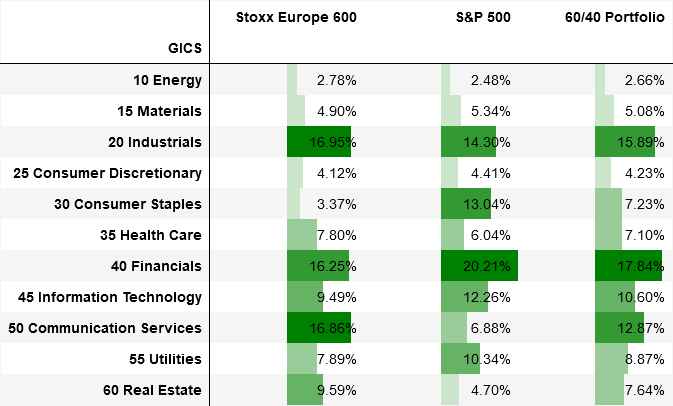 Stoxx Europe 600 S&P 500 60/40 Portfolio
GICS
10 Energy 2.78% 2.48% 2.66%
15 Materials 4.90% 5.34% 5.08%
20 Industrials 16.95% 14.30% 15.89%
25 Consumer Discretionary 4.12% 4.41% 4.23%
30 Consumer Staples 3.37% 13.04% 7.23%
35 Health Care 7.80% 6.04% 7.10%
40 Financials 16.25% 20.21% 17.84%
45 Information Technology 9.49% 12.26% 10.60%
50 Communication Services 16.86% 6.88% 12.87%
55 Utilities 7.89% 10.34% 8.87%
60 Real Estate 9.59% 4.70% 7.64%